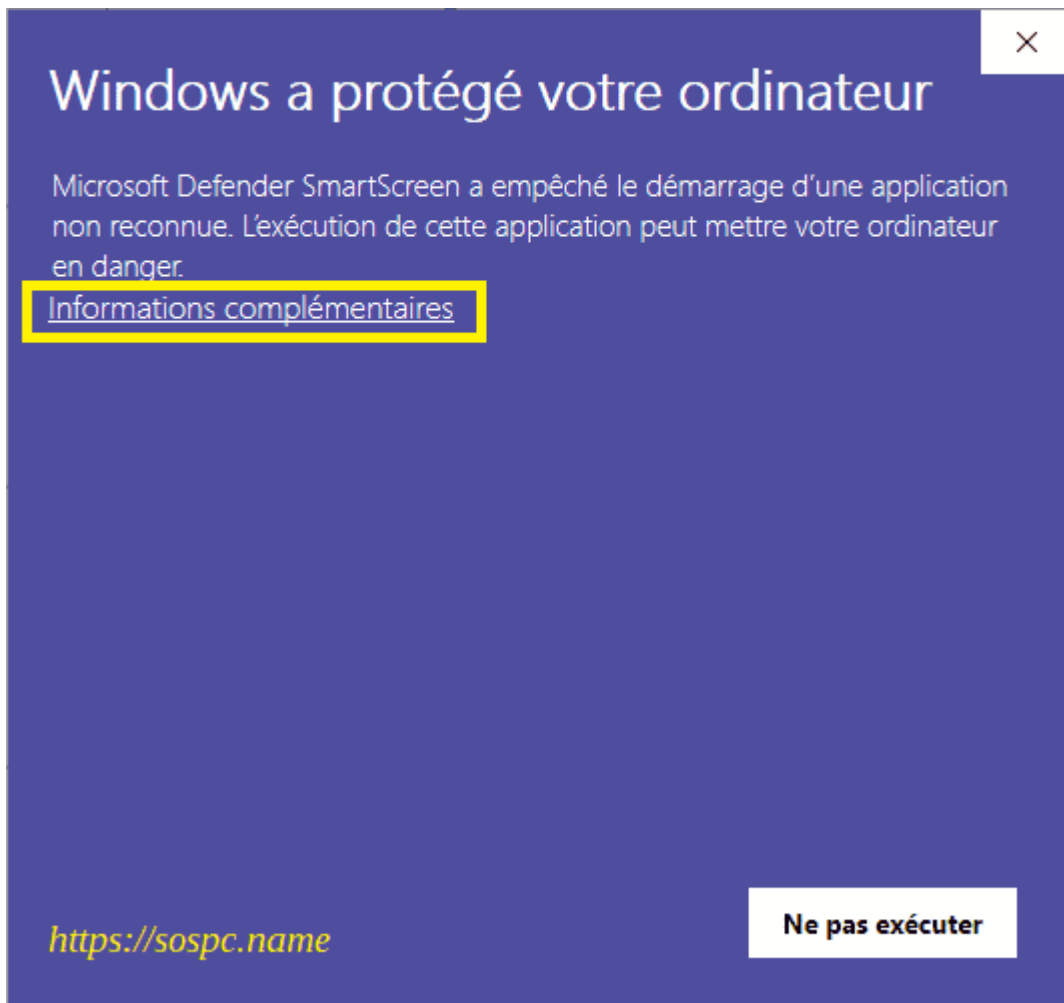 Windows a protégé votre ordinateur
Microsoft Defender SmartScreen a empêché le démarrage d’une application
non reconnue. L’exécution de cette application peut mettre votre ordinateur
en danger.
Informations complémentaires
https://sospc.name
Ne pas exécuter